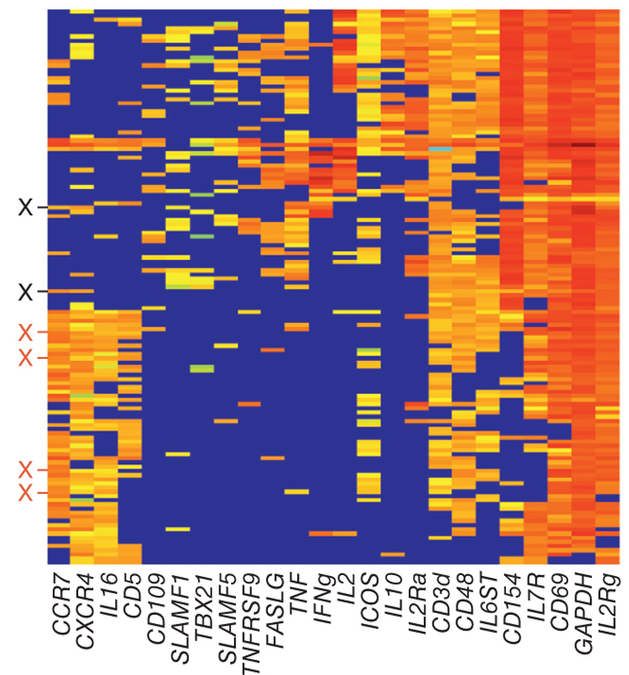 X
X
X
X
X
X
CCR7
CXCR4
IL16
CD5
CD109
SLAMF1
TBX21
SLAMF5
TNFRSF9
FASLG
TNF
IFNg
IL2
ICOS
IL10
IL2Ra
CD3d
CD48
IL6ST
CD154
IL7R
CD69
GAPDH
IL2Rg